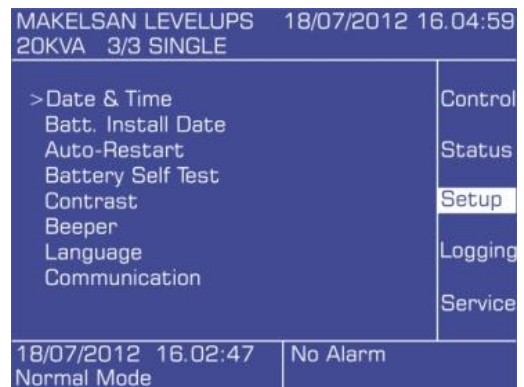 MAKELSAN LEVELUPS 18/07/2012 16.04:59
20KVA 3/3 SINGLE
>Date & Time
Batt. Install Date
Auto-Restart
Battery Self Test
Contrast
Beeper
Language
Communication
Control
Status
Setup
Logging
Service
18/07/2012 16.02:47
Normal Mode
No Alarm